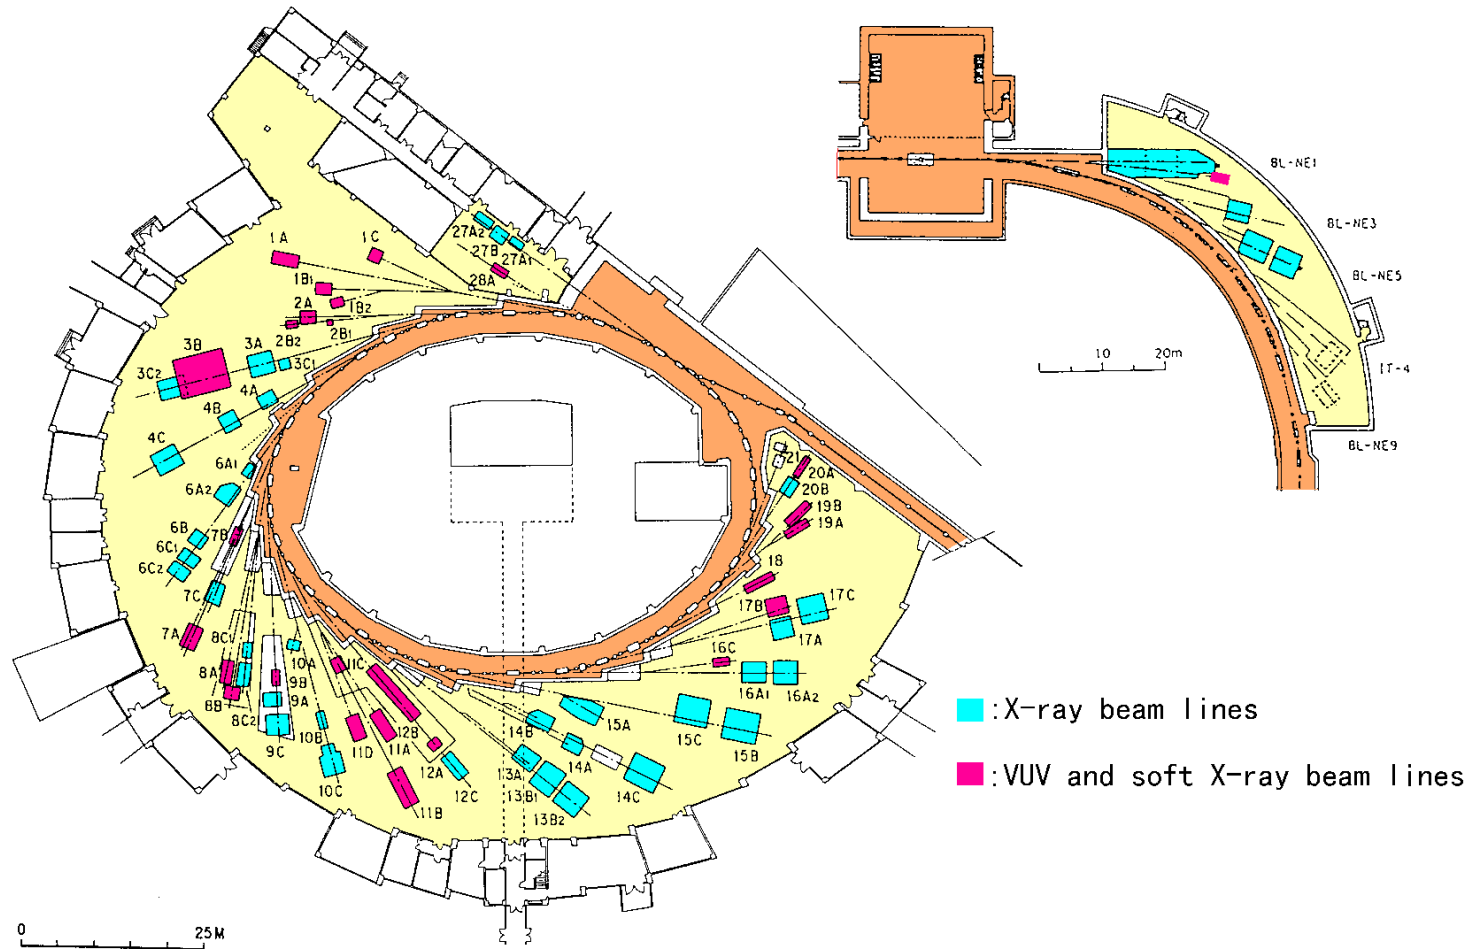 1A
1C
27A2
27B
27A1
28A
1B1
1B2
2A
2B2
2B1
3B
3A
3C1
3C2
4A
4B
4C
6A1
6A2
6B
6C1
6C2
7B
7C
7A
8C1
8A
8B
8C2
9B
9A
9C
10A
10B
10C
11C
11D
11A
11B
12B
12A
12C
13A
13B1
13B2
14B
14A
14C
15A
15C
15B
16C
16A1
16A2
17B
17C
17A
18
19B
19A
20A
20B
21
BL-NE1
BL-NE3
BL-NE5
IT-4
BL-NE9
10 20m
:X-ray beam lines
:VUV and soft X-ray beam lines
0 25M